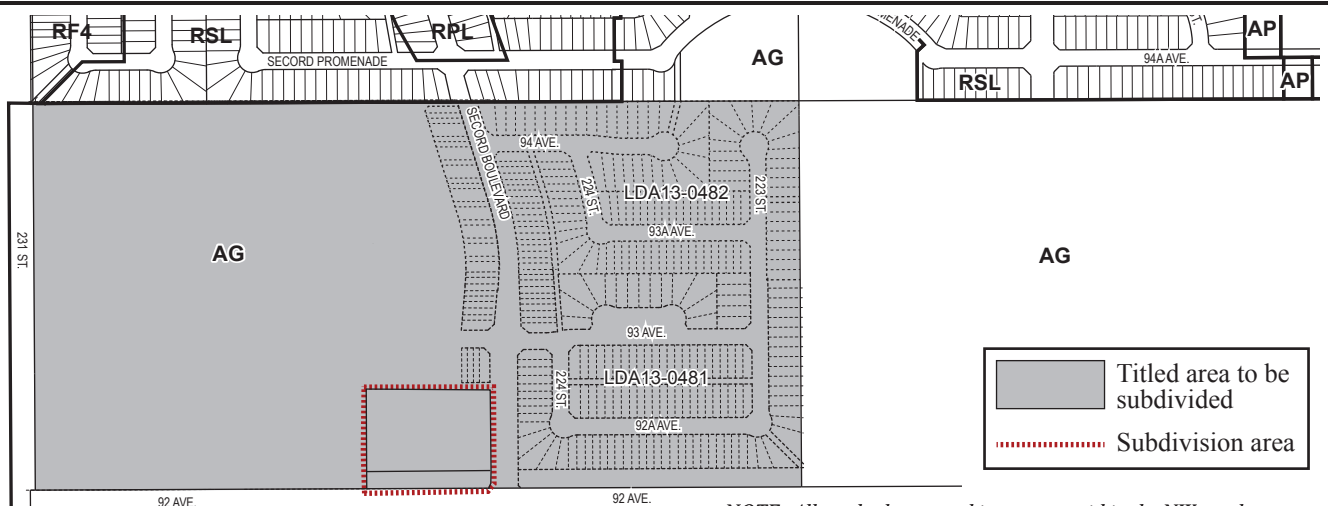 RF4
RSL
RPL
SECORD PROMENADE
AG
ST.
AP
94A AVE.
RSL
AP
SECORD BOULEVARD
94 AVE.
224 ST.
LDA13-0482
223 ST.
93A AVE.
231 ST.
AG
AG
93 AVE.
224 ST.
LDA13-0481
92A AVE.
Titled area to be
subdivided
Subdivision area
92 AVE.
92 AVE.